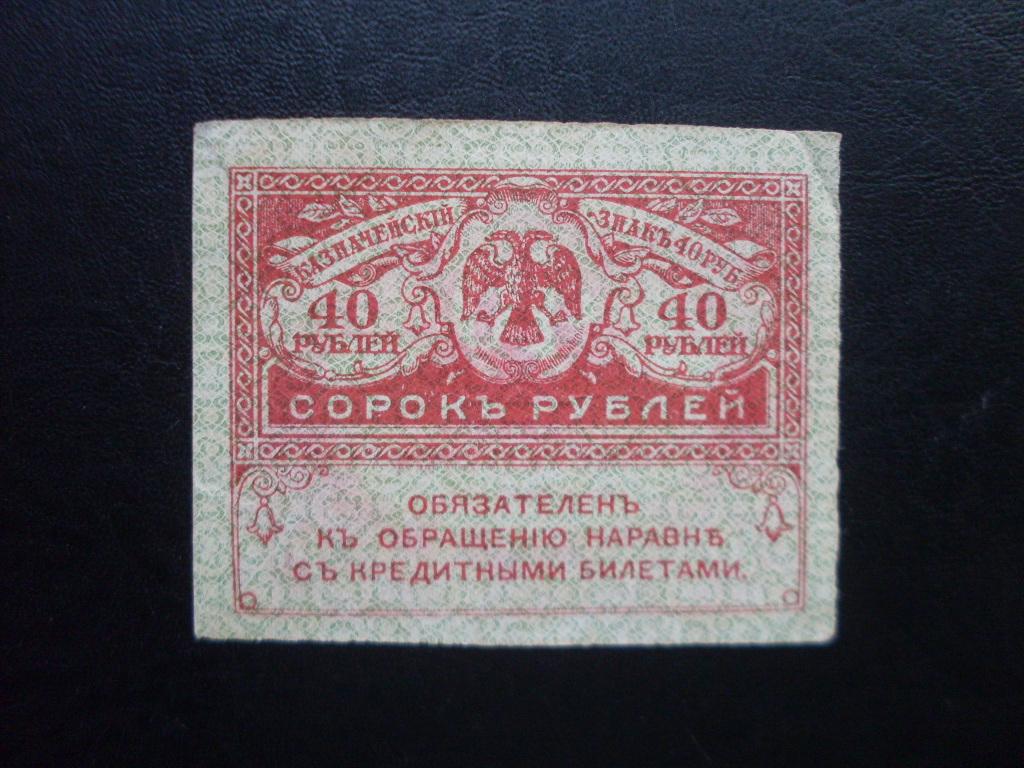 КАЗНАЧЕЙСКІЙ
ЗНАКЪ 40 РУБ.
40
РУБЛЕЙ
40
РУБЛЕЙ
СОРОКЪ РУБЛЕЙ
ОБЯЗАТЕЛЕНЪ
КЪ ОБРАЩЕНІЮ НАРАВНѢ
СЪ КРЕДИТНЫМИ БИЛЕТАМИ.